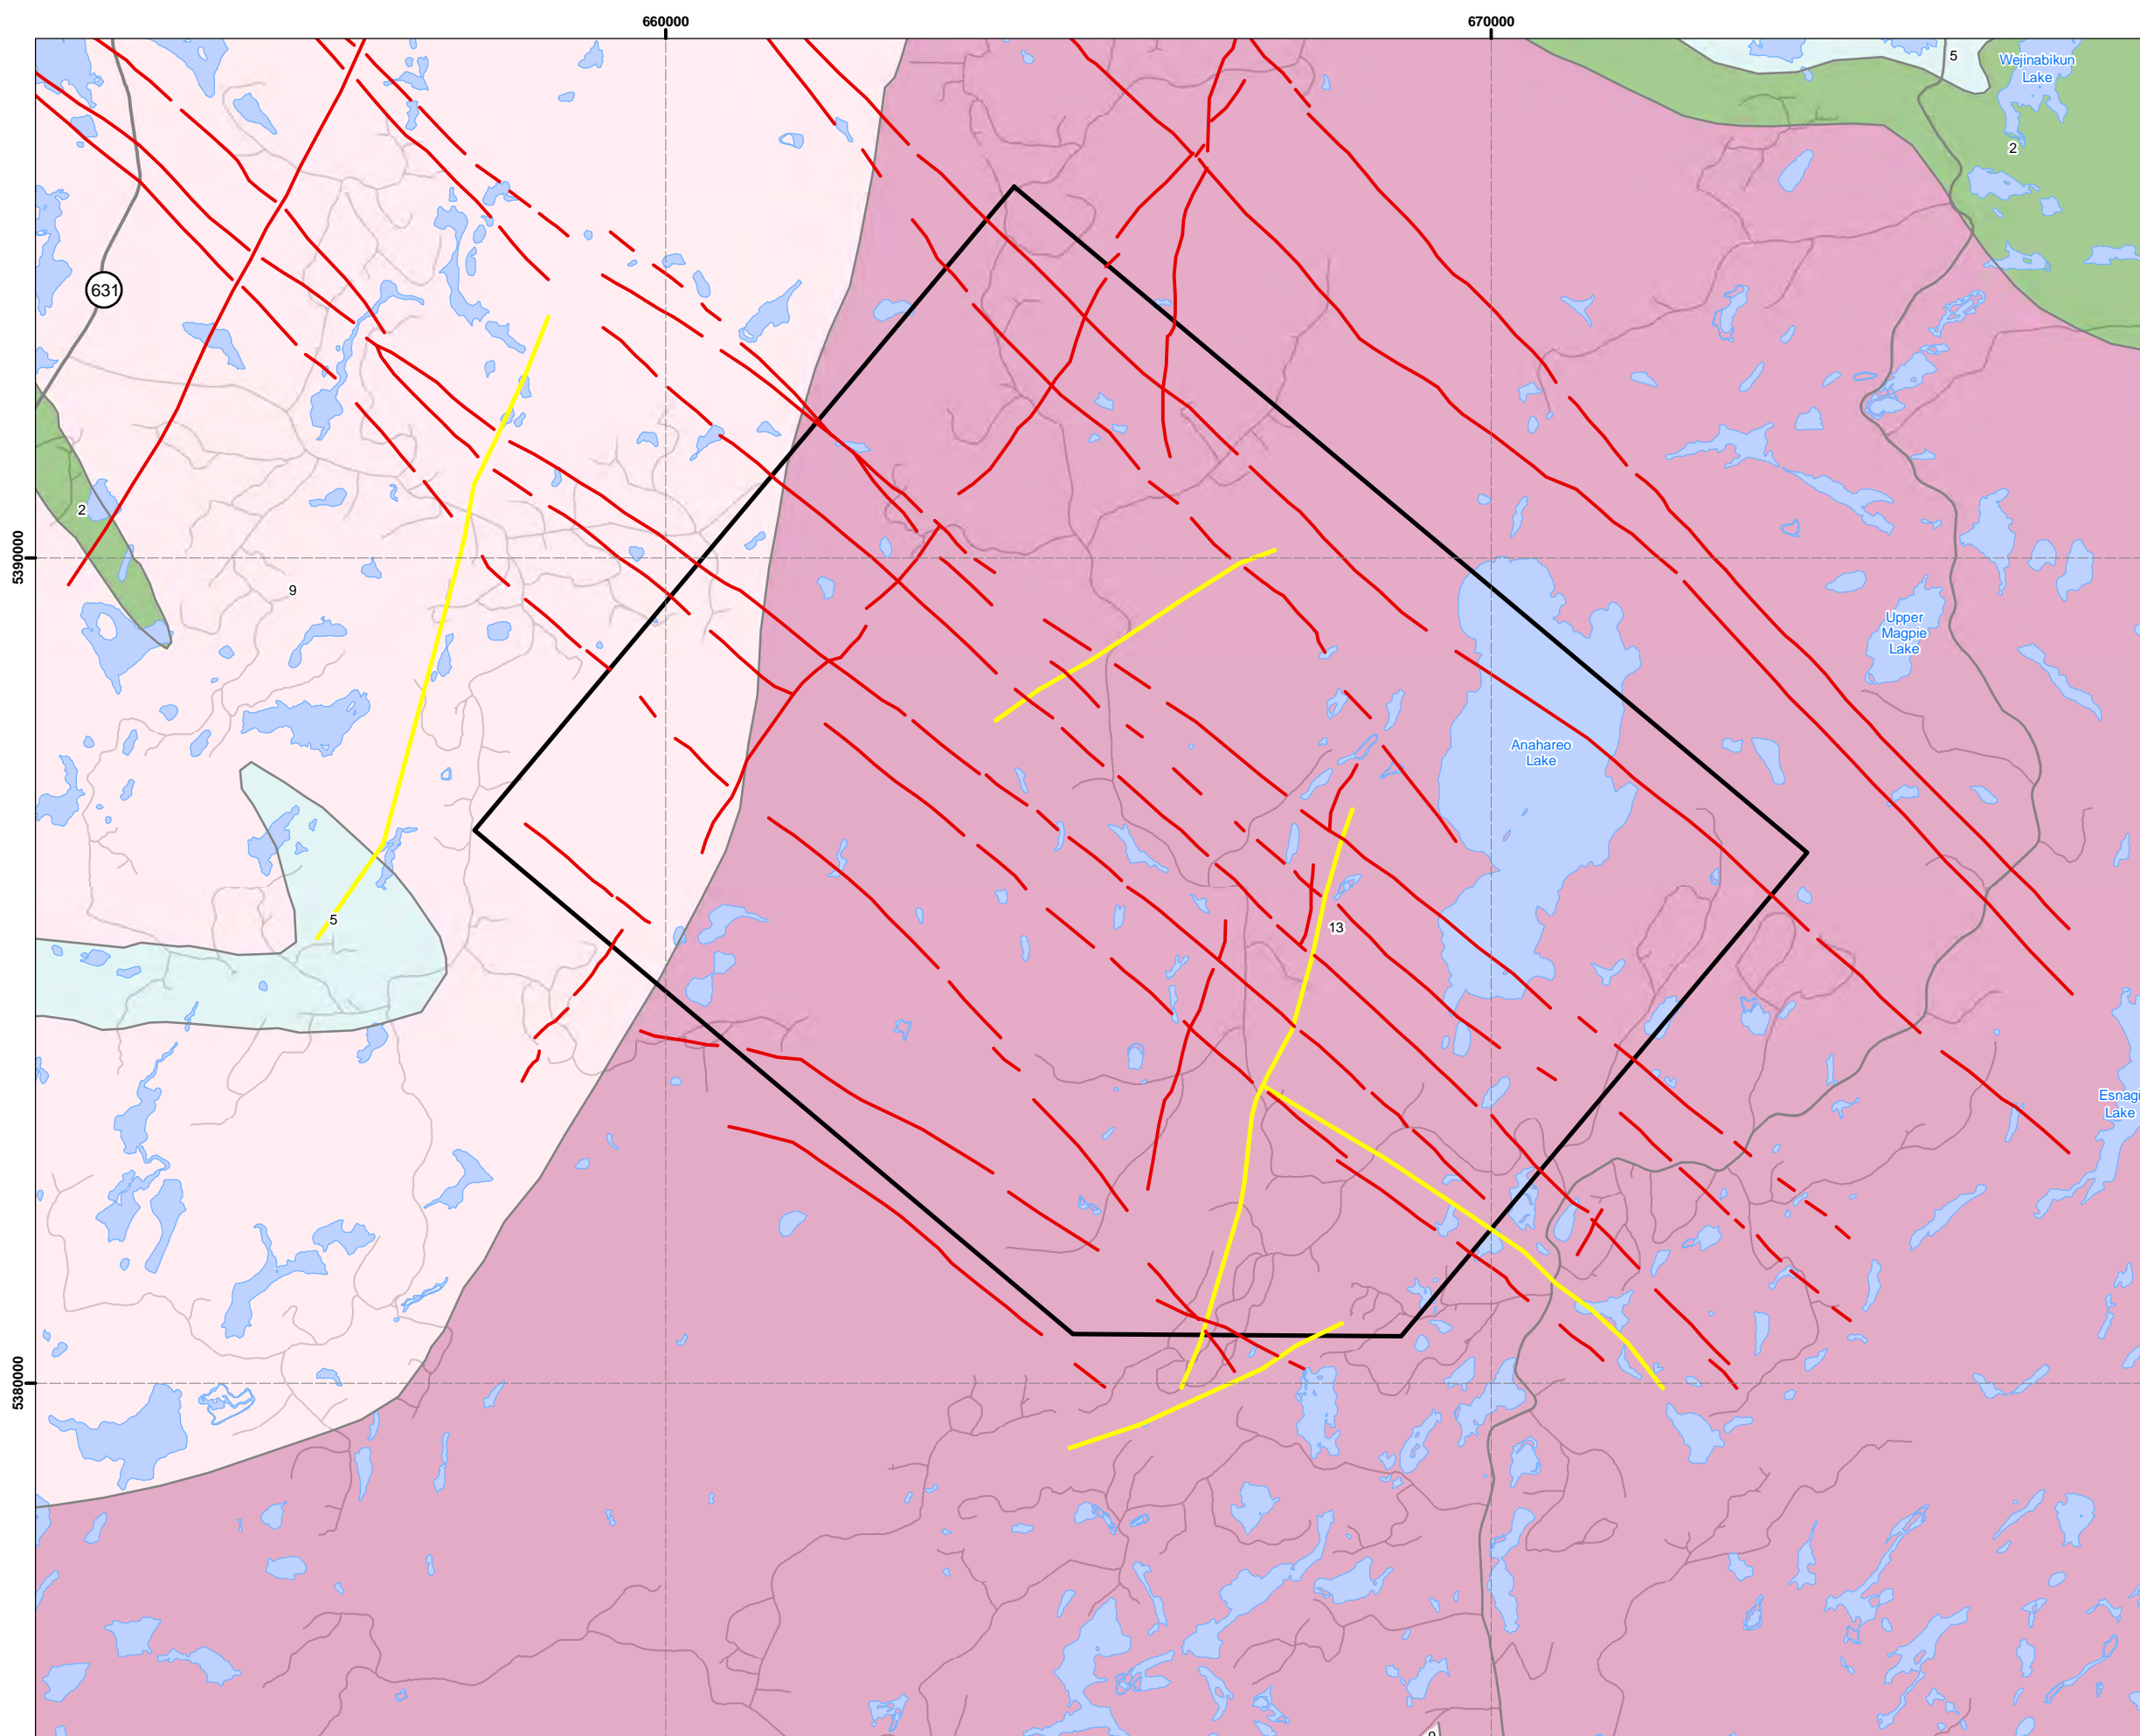 660000
670000
5
Wejinabikun
Lake
2
631
2
5390000
9
Upper
Magpie
Lake
Anahareo
Lake
5
13
Esnagi
Lake
5380000